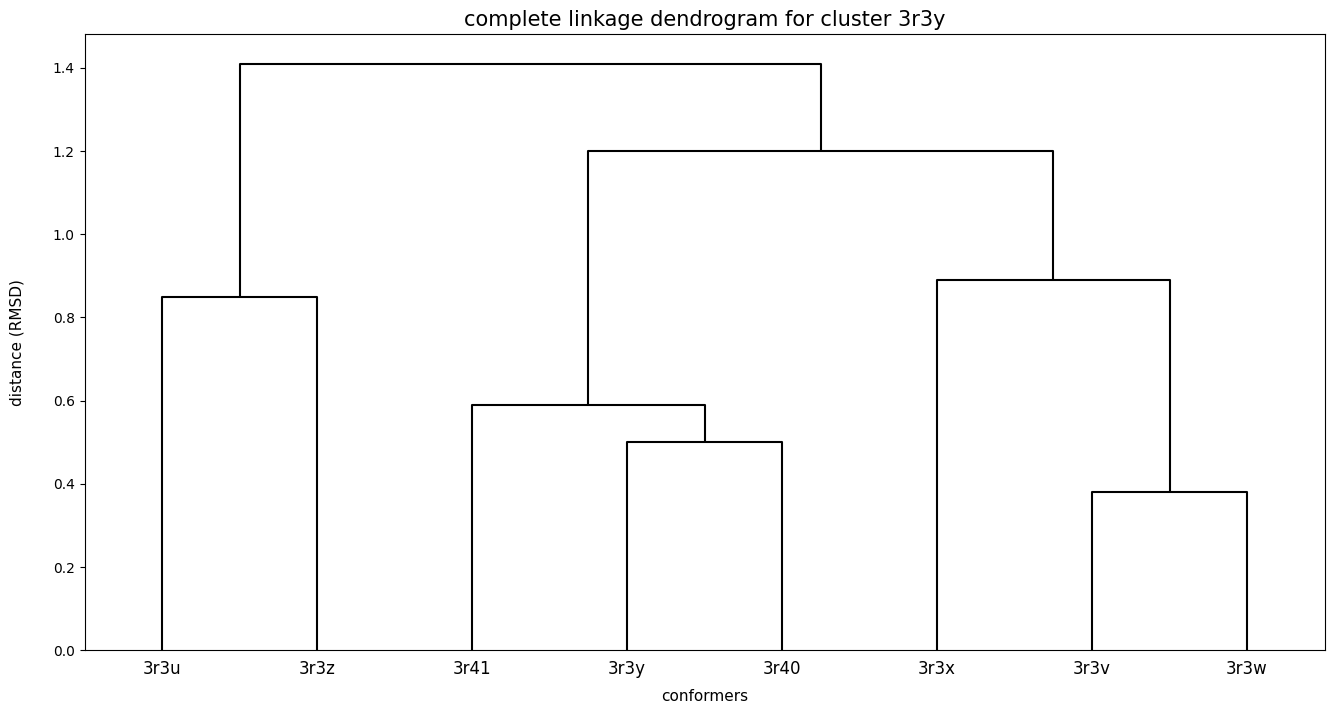 complete linkage dendrogram for cluster 3r3y
1.4
1.2
1.0
0.8
0.6
0.4
0.2
0.0
distance (RMSD)
3r3u 3r3z 3r41 3r3y 3r40 3r3x 3r3v 3r3w
conformers